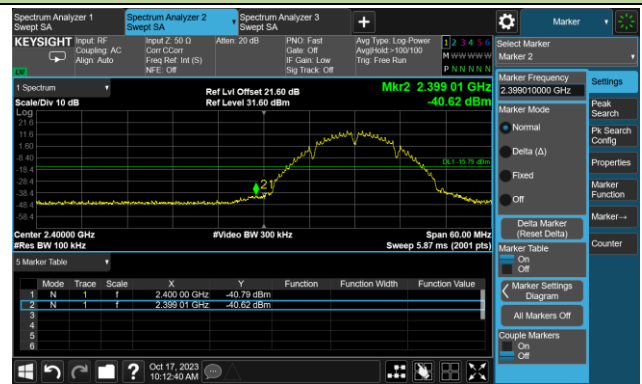 Spectrum Analyzer 1
Swept SA
Spectrum Analyzer 2
Swept SA
Spectrum Analyzer 3
Swept SA
Marker
KEYSIGHT
Input: RF
Coupling: AC
Align: Auto
Input Z: 50 Ω
Corr CCorr
Freq Ref: Int (S)
NFE: Off
Atten: 20 dB
PNO: Fast
Gate: Off
IF Gain: Low
Sig Track: Off
Avg Type: Log-Power
Avg|Hold:>100/100
Trig: Free Run
1 2 3 4 5 6
M W W W W W
P N N N N N
Select Marker
Marker 2
1 Spectrum
Scale/Div 10 dB
Log
Ref Lvl Offset 21.60 dB
Ref Level 31.60 dBm
Mkr2 2.399 01 GHz
-40.62 dBm
21.6
11.6
1.60
-8.40
-18.4
-28.4
-38.4
-48.4
-58.4
DL1 -15.79 dBm
2 1
Center 2.40000 GHz
#Res BW 100 kHz
#Video BW 300 kHz
Span 60.00 MHz
Sweep 5.87 ms (2001 pts)
5 Marker Table
Mode Trace Scale X Y Function Function Width Function Value
1 N 1 f 2.400 00 GHz -40.79 dBm
2 N 1 f 2.399 01 GHz -40.62 dBm
3
4
5
6
Marker Frequency
2.399010000 GHz
Marker Mode
Normal
Delta (Δ)
Fixed
Off
Delta Marker
(Reset Delta)
Marker Table
On
Off
Marker Settings
Diagram
All Markers Off
Couple Markers
On
Off
Settings
Peak
Search
Pk Search
Config
Properties
Marker
Function
Marker→
Counter
Oct 17, 2023
10:12:40 AM